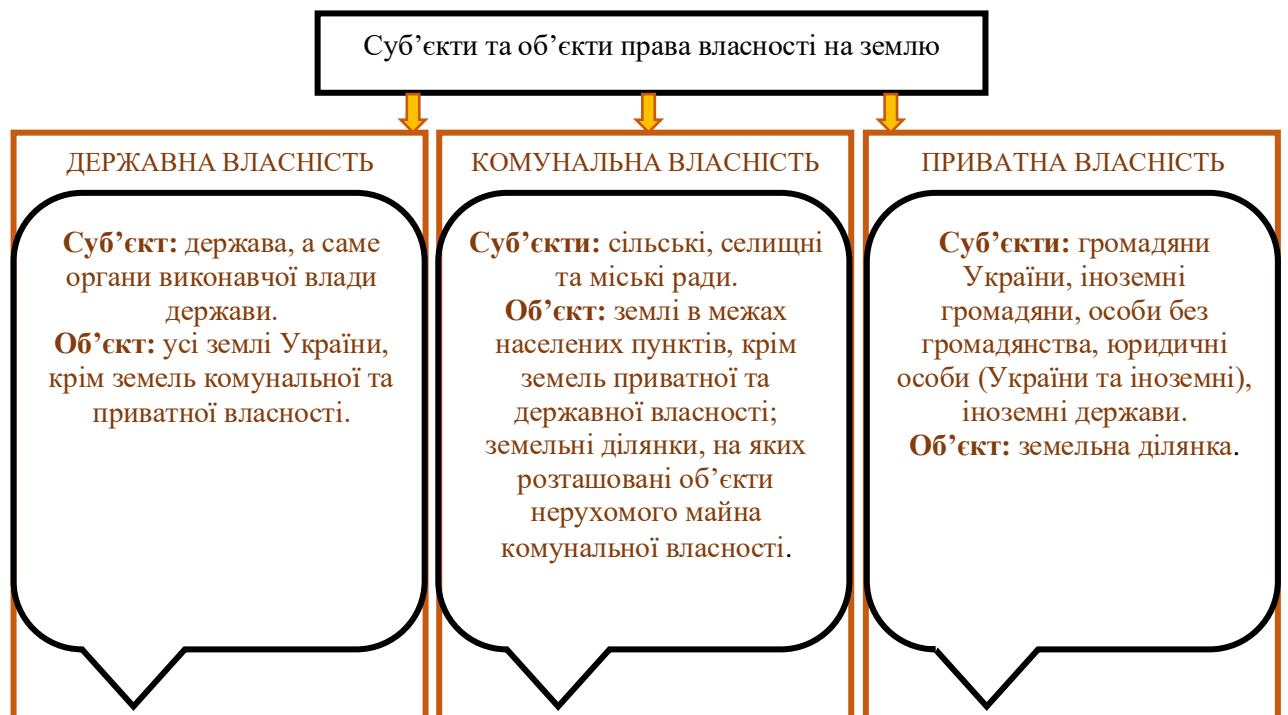 Суб’єкти та об’єкти права власності на землю
ДЕРЖАВНА ВЛАСНІСТЬ
Суб’єкт: держава, а саме
органи виконавчої влади
держави.
Об’єкт: усі землі України,
крім земель комунальної та
приватної власності.
КОМУНАЛЬНА ВЛАСНІСТЬ
Суб’єкти: сільські, селищні
та міські ради.
Об’єкт: землі в межах
населених пунктів, крім
земель приватної та
державної власності;
земельні ділянки, на яких
розташовані об’єкти
нерухомого майна
комунальної власності.
ПРИВАТНА ВЛАСНІСТЬ
Суб’єкти: громадяни
України, іноземні
громадяни, особи без
громадянства, юридичні
особи (України та іноземні),
іноземні держави.
Об’єкт: земельна ділянка.